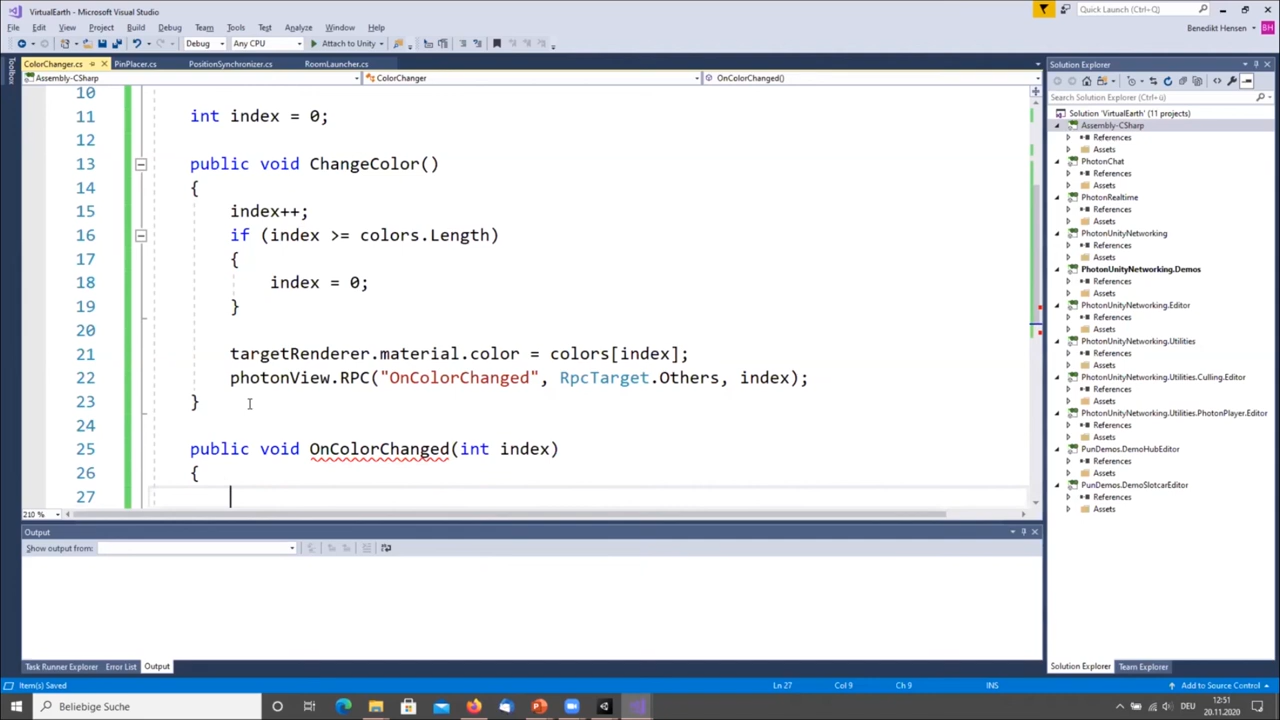 VirtualEarth - Microsoft Visual Studio
Quick Launch (Ctrl+Q)
File Edit View Project Build Debug Team Tools Test Analyze Window Help
Benedikt Hensen BH
Debug Any CPU Attach to Unity
Toolbox
ColorChanger.cs PinPlacer.cs PositionSynchronizer.cs RoomLauncher.cs
Assembly-CSharp ColorChanger OnColorChanged()
10
11 int index = 0;
12
13 public void ChangeColor()
14 {
15 index++;
16 if (index >= colors.Length)
17 {
18 index = 0;
19 }
20
21 targetRenderer.material.color = colors[index];
22 photonView.RPC("OnColorChanged", RpcTarget.Others, index);
23 }
24
25 public void OnColorChanged(int index)
26 {
27
210 %
Output
Show output from:
Task Runner Explorer Error List Output
Solution Explorer
Search Solution Explorer (Ctrl+ü)
Solution 'VirtualEarth' (11 projects)
Assembly-CSharp
References
Assets
PhotonChat
References
Assets
PhotonRealtime
References
Assets
PhotonUnityNetworking
References
Assets
PhotonUnityNetworking.Demos
References
Assets
PhotonUnityNetworking.Editor
References
Assets
PhotonUnityNetworking.Utilities
References
Assets
PhotonUnityNetworking.Utilities.Culling.Editor
References
Assets
PhotonUnityNetworking.Utilities.PhotonPlayer.Editor
References
Assets
PunDemos.DemoHubEditor
References
Assets
PunDemos.DemoSlotcarEditor
References
Assets
Solution Explorer Team Explorer
Item(s) Saved Ln 27 Col 9 Ch 9 INS Add to Source Control
Beliebige Suche
DEU
12:51
20.11.2020